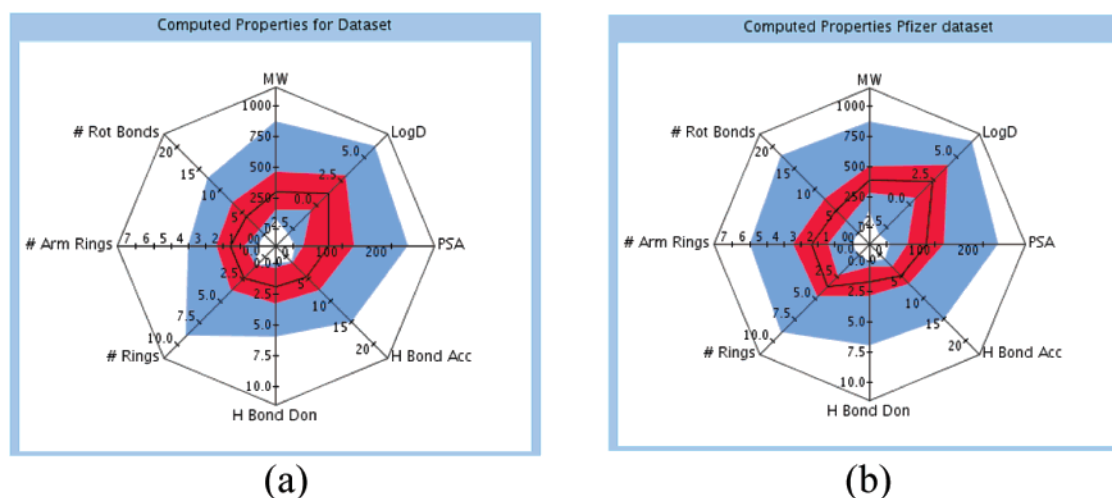 Computed Properties for Dataset
MW
1000
750
500
250
LogD
5.0
2.5
0.0
PSA
100
200
H Bond Acc
5
10
15
20
H Bond Don
2.5
5.0
7.5
10.0
# Rings
2.5
5.0
7.5
10.0
# Arm Rings
7 6 5 4 3 2 1
# Rot Bonds
20
15
10
5
(a)
Computed Properties Pfizer dataset
MW
1000
750
500
250
LogD
5.0
2.5
0.0
PSA
100
200
H Bond Acc
5
10
15
20
H Bond Don
2.5
5.0
7.5
10.0
# Rings
2.5
5.0
7.5
10.0
# Arm Rings
7 6 5 4 3 2 1
# Rot Bonds
20
15
10
5
(b)